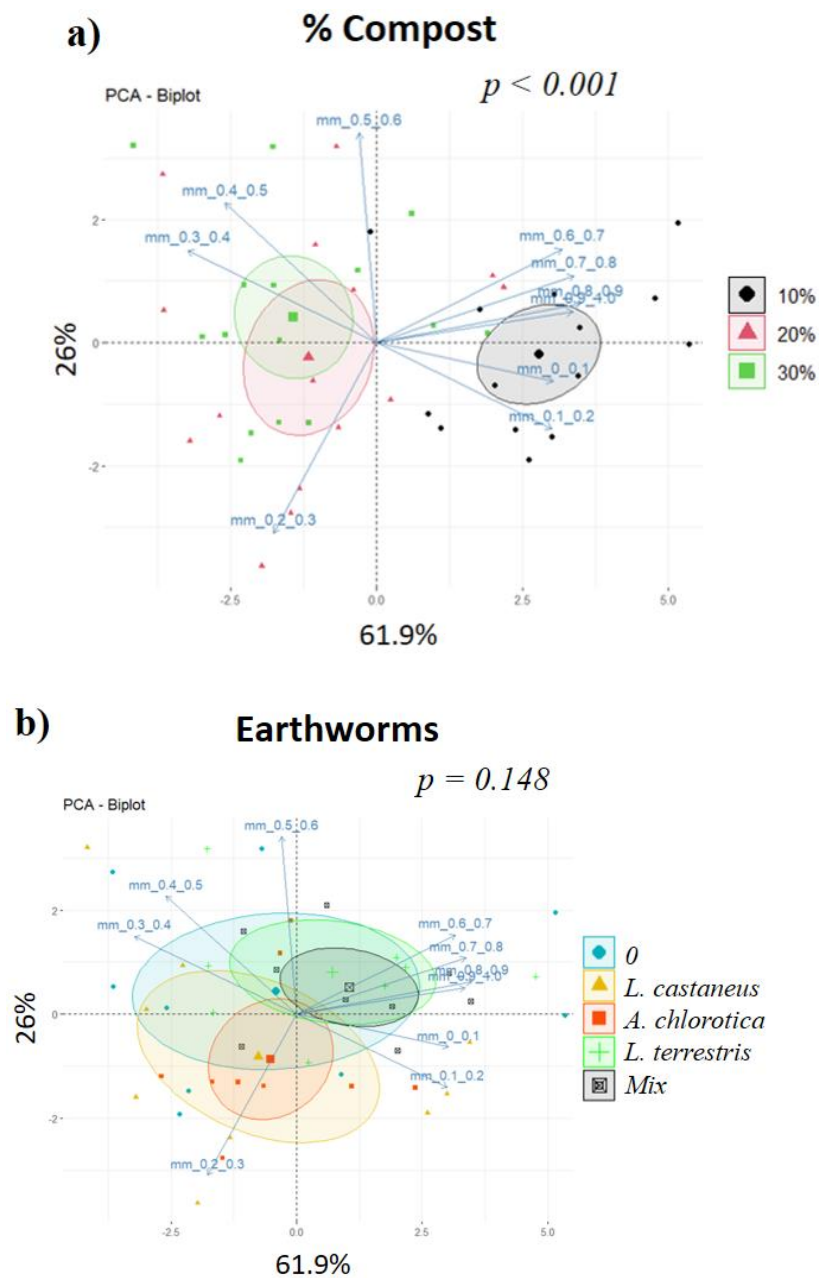 a)
% Compost
p < 0.001
PCA - Biplot
mm_0.5_0.6
mm_0.4_0.5
mm_0.3_0.4
mm_0.6_0.7
mm_0.7_0.8
mm_0.8_0.9
mm_0.9_1.0
mm_0_0.1
mm_0.1_0.2
mm_0.2_0.3
2
0
-2
26%
-2.5
0.0
2.5
5.0
61.9%
10%
20%
30%
b)
Earthworms
p = 0.148
PCA - Biplot
mm_0.5_0.6
mm_0.4_0.5
mm_0.3_0.4
mm_0.6_0.7
mm_0.7_0.8
mm_0.8_0.9
mm_0.9_1.0
mm_0_0.1
mm_0.1_0.2
mm_0.2_0.3
2
0
-2
26%
-2.5
0.0
2.5
5.0
61.9%
0
L. castaneus
A. chlorotica
L. terrestris
Mix